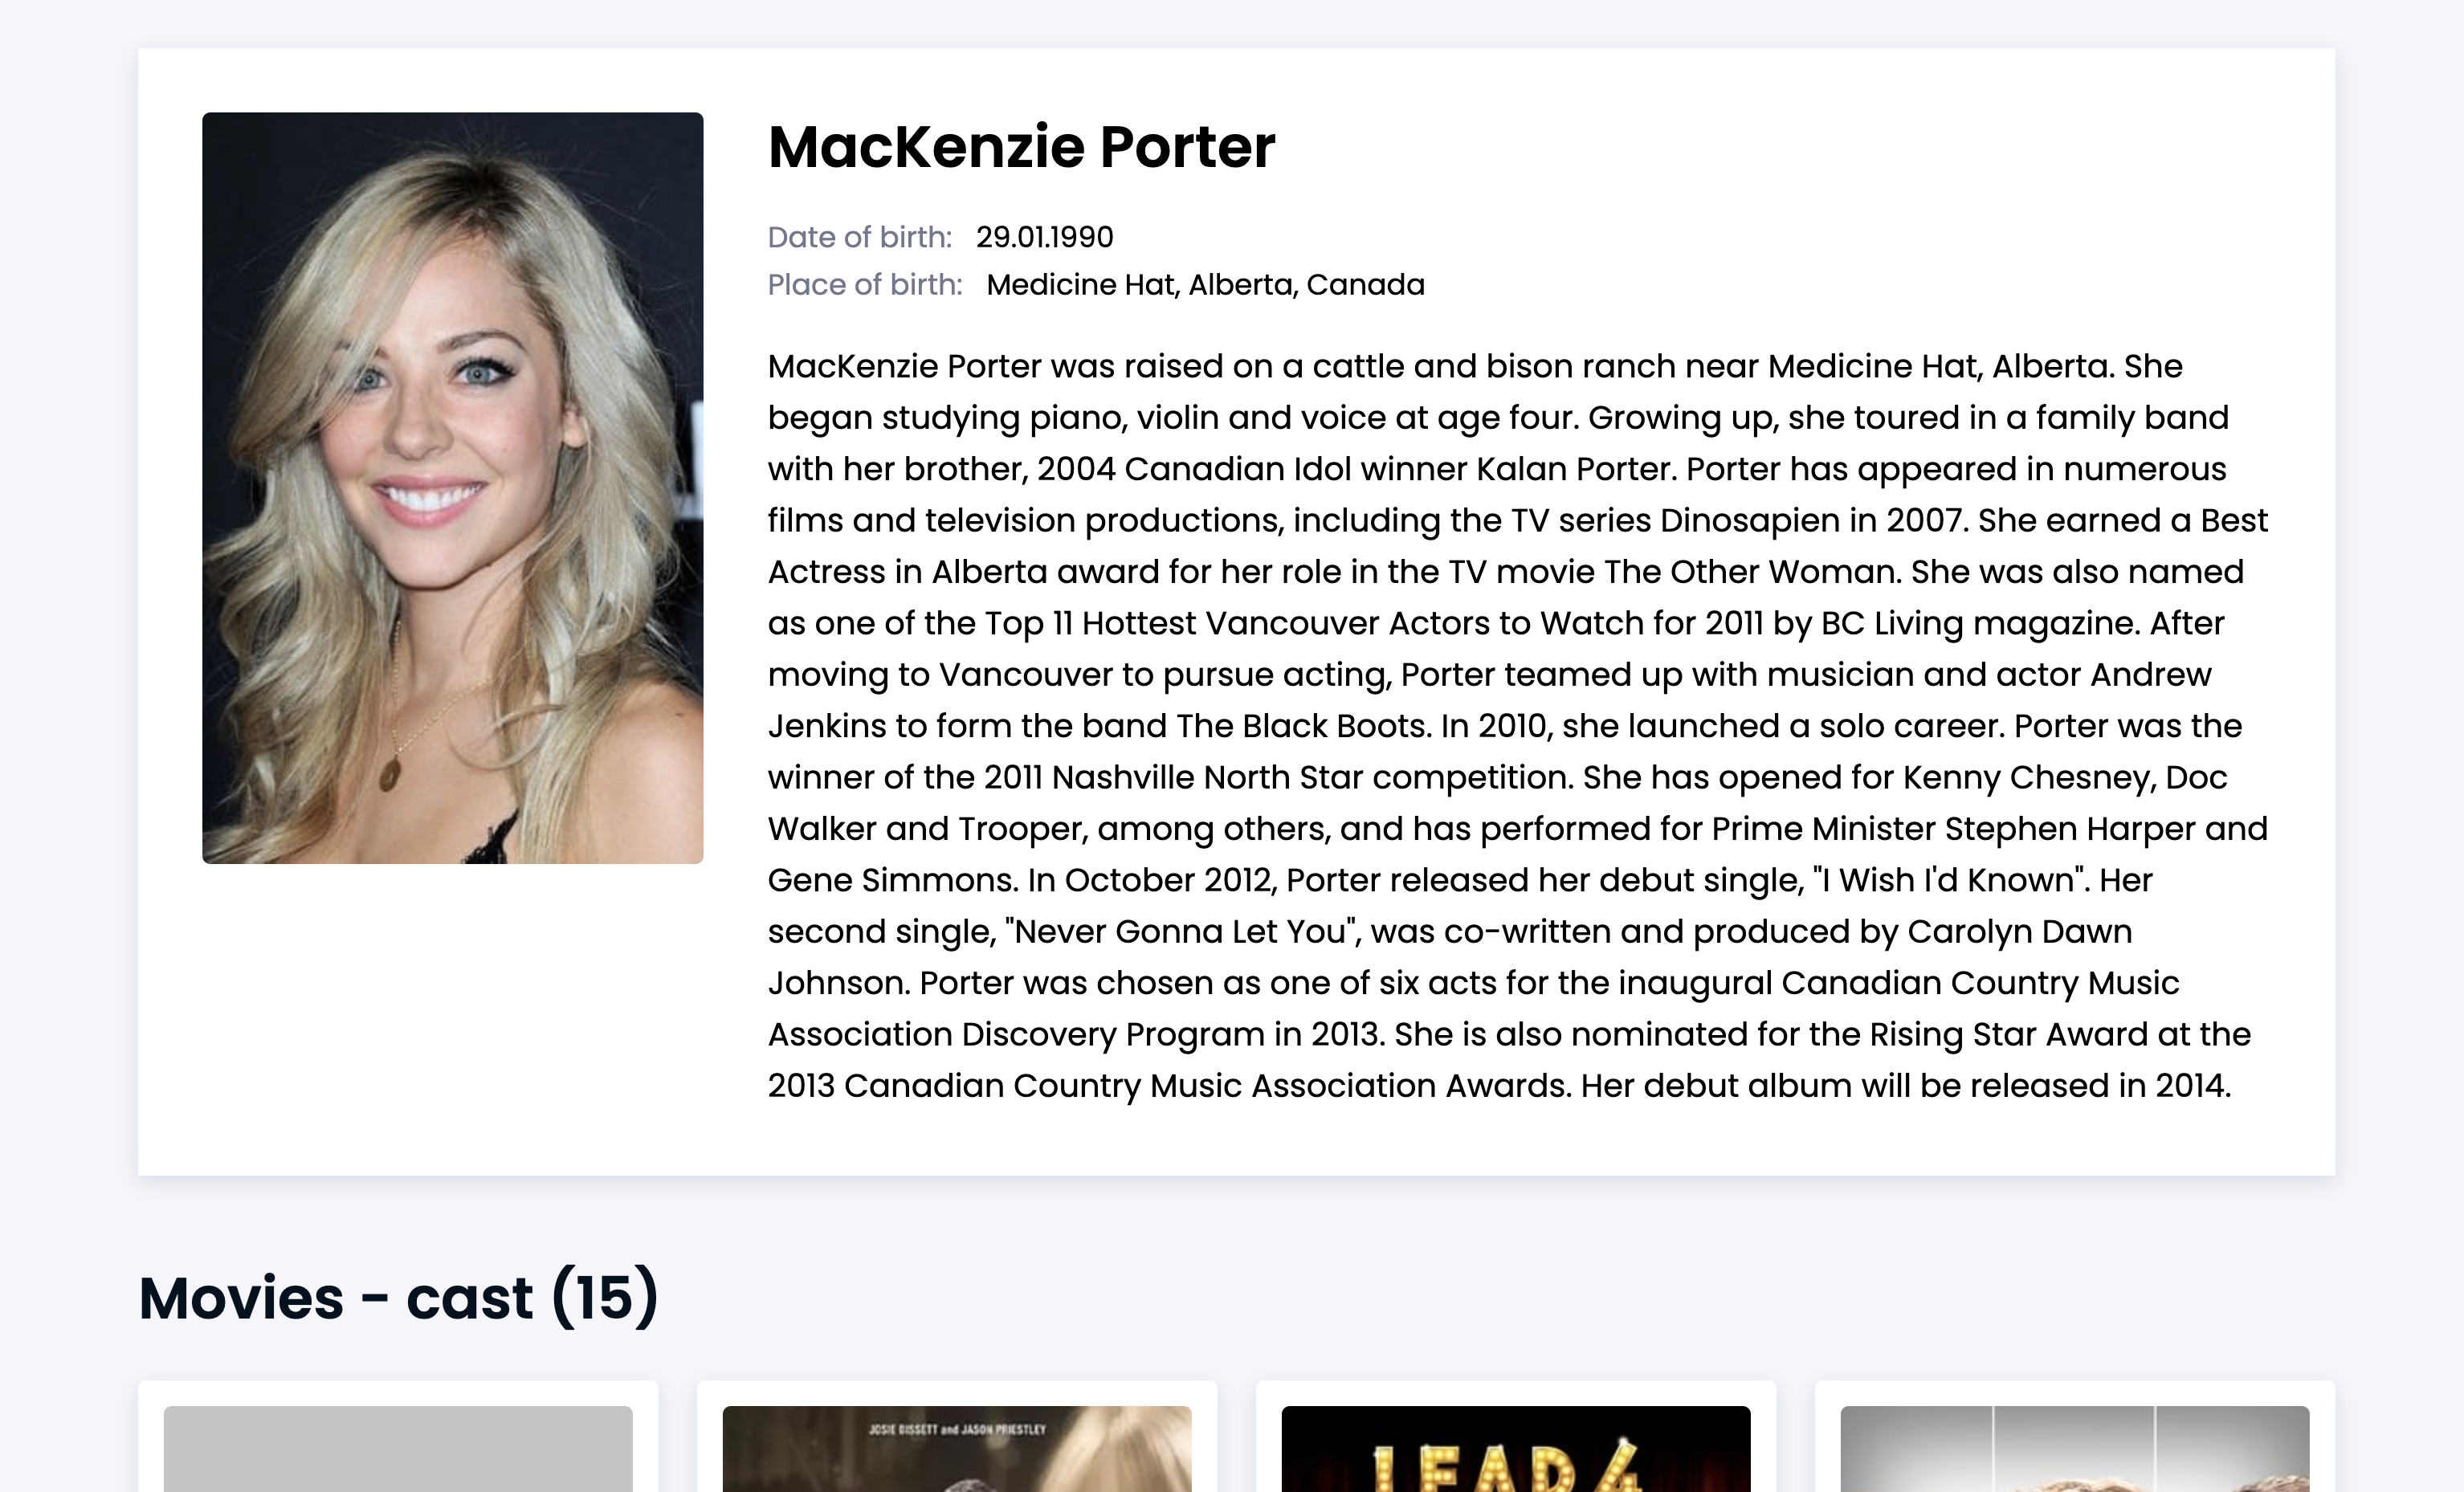 MacKenzie Porter
Date of birth: 29.01.1990
Place of birth: Medicine Hat, Alberta, Canada
MacKenzie Porter was raised on a cattle and bison ranch near Medicine Hat, Alberta. She
began studying piano, violin and voice at age four. Growing up, she toured in a family band
with her brother, 2004 Canadian Idol winner Kalan Porter. Porter has appeared in numerous
films and television productions, including the TV series Dinosapien in 2007. She earned a Best
Actress in Alberta award for her role in the TV movie The Other Woman. She was also named
as one of the Top 11 Hottest Vancouver Actors to Watch for 2011 by BC Living magazine. After
moving to Vancouver to pursue acting, Porter teamed up with musician and actor Andrew
Jenkins to form the band The Black Boots. In 2010, she launched a solo career. Porter was the
winner of the 2011 Nashville North Star competition. She has opened for Kenny Chesney, Doc
Walker and Trooper, among others, and has performed for Prime Minister Stephen Harper and
Gene Simmons. In October 2012, Porter released her debut single, "I Wish I'd Known". Her
second single, "Never Gonna Let You", was co-written and produced by Carolyn Dawn
Johnson. Porter was chosen as one of six acts for the inaugural Canadian Country Music
Association Discovery Program in 2013. She is also nominated for the Rising Star Award at the
2013 Canadian Country Music Association Awards. Her debut album will be released in 2014.
Movies - cast (15)
JOSIE BISSETT and JASON PRIESTLEY
LEAD 4